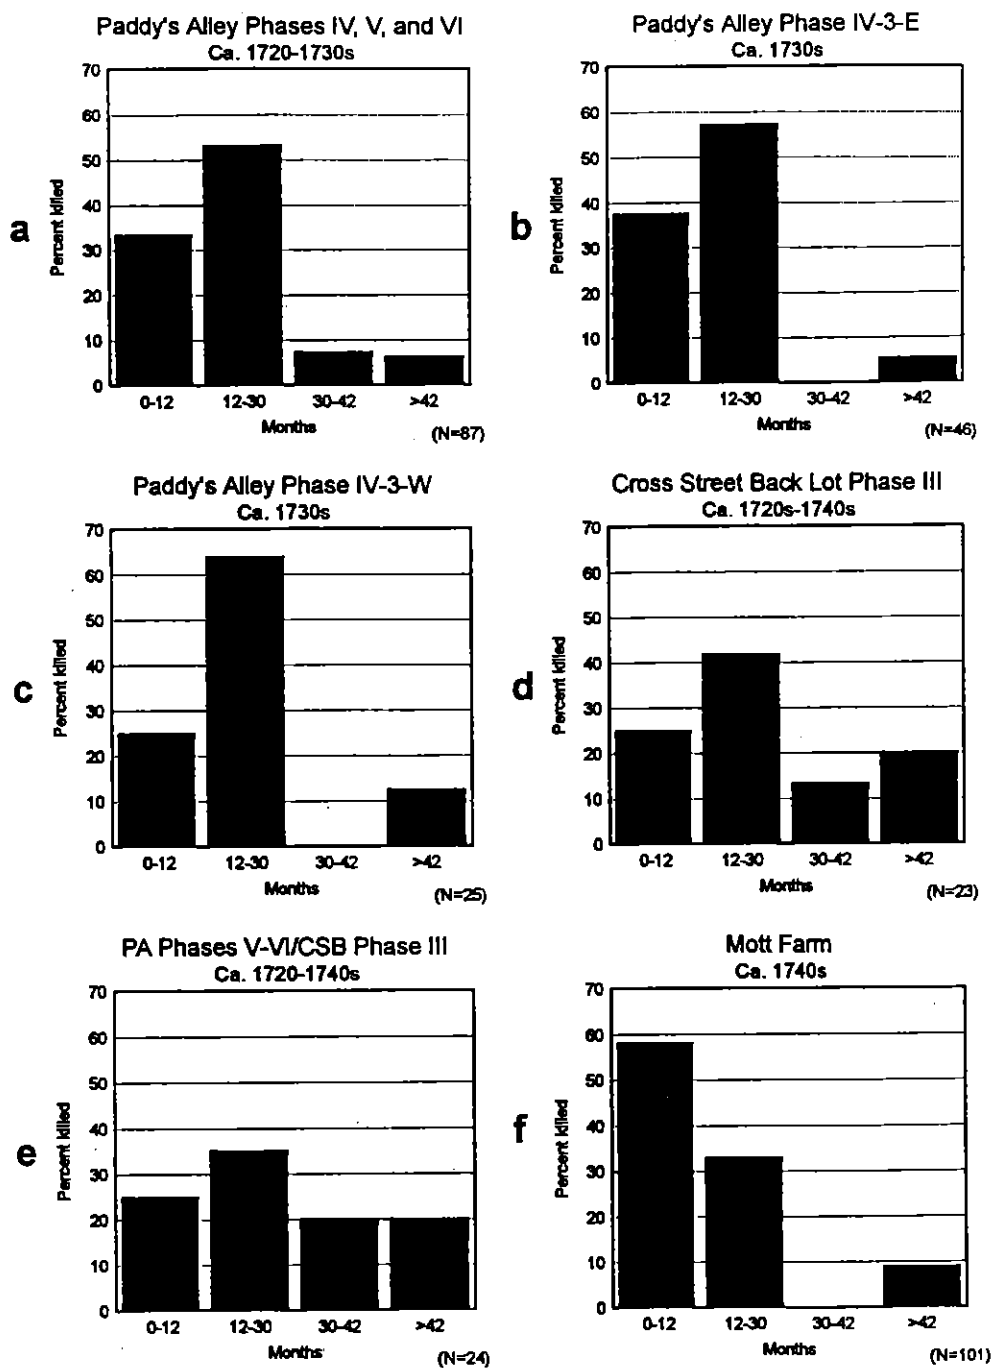 Paddy's Alley Phases IV, V, and VI
Ca. 1720-1730s
70
60
50
40
30
20
10
0
Percent killed
a
0-12 12-30 30-42 >42
Months
(N=87)
Paddy's Alley Phase IV-3-E
Ca. 1730s
70
60
50
40
30
20
10
0
Percent killed
b
0-12 12-30 30-42 >42
Months
(N=46)
Paddy's Alley Phase IV-3-W
Ca. 1730s
70
60
50
40
30
20
10
0
Percent killed
c
0-12 12-30 30-42 >42
Months
(N=25)
Cross Street Back Lot Phase III
Ca. 1720s-1740s
70
60
50
40
30
20
10
0
Percent killed
d
0-12 12-30 30-42 >42
Months
(N=23)
PA Phases V-VI/CSB Phase III
Ca. 1720-1740s
70
60
50
40
30
20
10
0
Percent killed
e
0-12 12-30 30-42 >42
Months
(N=24)
Mott Farm
Ca. 1740s
70
60
50
40
30
20
10
0
Percent killed
f
0-12 12-30 30-42 >42
Months
(N=101)